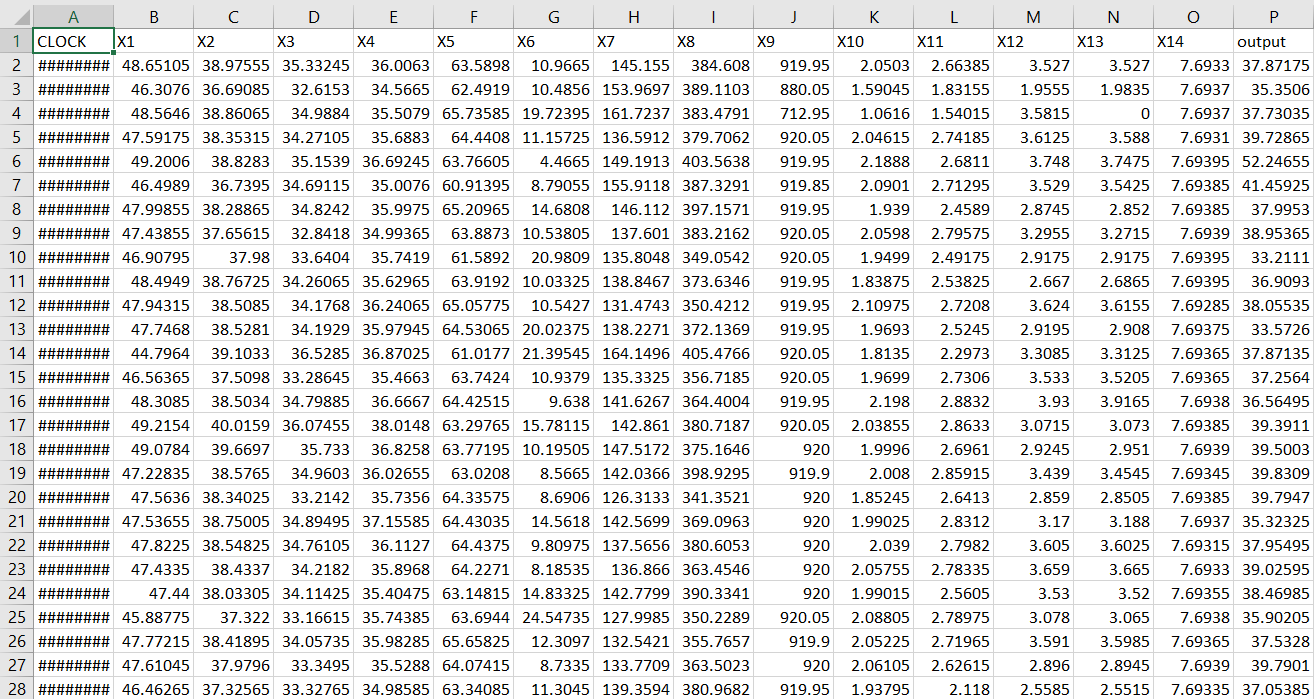 A B C D E F G H I J K L M N O P
1 CLOCK X1 X2 X3 X4 X5 X6 X7 X8 X9 X10 X11 X12 X13 X14 output
2 ######## 48.65105 38.97555 35.33245 36.0063 63.5898 10.9665 145.155 384.608 919.95 2.0503 2.66385 3.527 3.527 7.6933 37.87175
3 ######## 46.3076 36.69085 32.6153 34.5665 62.4919 10.4856 153.9697 389.1103 880.05 1.59045 1.83155 1.9555 1.9835 7.6937 35.3506
4 ######## 48.5646 38.86065 34.9884 35.5079 65.73585 19.72395 161.7237 383.4791 712.95 1.0616 1.54015 3.5815 0 7.6937 37.73035
5 ######## 47.59175 38.35315 34.27105 35.6883 64.4408 11.15725 136.5912 379.7062 920.05 2.04615 2.74185 3.6125 3.588 7.6931 39.72865
6 ######## 49.2006 38.8283 35.1539 36.69245 63.76605 4.4665 149.1913 403.5638 919.95 2.1888 2.6811 3.748 3.7475 7.69395 52.24655
7 ######## 46.4989 36.7395 34.69115 35.0076 60.91395 8.79055 155.9118 387.3291 919.85 2.0901 2.71295 3.529 3.5425 7.69385 41.45925
8 ######## 47.99855 38.28865 34.8242 35.9975 65.20965 14.6808 146.112 397.1571 919.95 1.939 2.4589 2.8745 2.852 7.69385 37.9953
9 ######## 47.43855 37.65615 32.8418 34.99365 63.8873 10.53805 137.601 383.2162 920.05 2.0598 2.79575 3.2955 3.2715 7.6939 38.95365
10 ######## 46.90795 37.98 33.6404 35.7419 61.5892 20.9809 135.8048 349.0542 920.05 1.9499 2.49175 2.9175 2.9175 7.69395 33.2111
11 ######## 48.4949 38.76725 34.26065 35.62965 63.9192 10.03325 138.8467 373.6346 919.95 1.83875 2.53825 2.667 2.6865 7.69395 36.9093
12 ######## 47.94315 38.5085 34.1768 36.24065 65.05775 10.5427 131.4743 350.4212 919.95 2.10975 2.7208 3.624 3.6155 7.69285 38.05535
13 ######## 47.7468 38.5281 34.1929 35.97945 64.53065 20.02375 138.2271 372.1369 919.95 1.9693 2.5245 2.9195 2.908 7.69375 33.5726
14 ######## 44.7964 39.1033 36.5285 36.87025 61.0177 21.39545 164.1496 405.4766 920.05 1.8135 2.2973 3.3085 3.3125 7.69365 37.87135
15 ######## 46.56365 37.5098 33.28645 35.4663 63.7424 10.9379 135.3325 356.7185 920.05 1.9699 2.7306 3.533 3.5205 7.69365 37.2564
16 ######## 48.3085 38.5034 34.79885 36.6667 64.42515 9.638 141.6267 364.4004 919.95 2.198 2.8832 3.93 3.9165 7.6938 36.56495
17 ######## 49.2154 40.0159 36.07455 38.0148 63.29765 15.78115 142.861 380.7187 920.05 2.03855 2.8633 3.0715 3.073 7.69385 39.3911
18 ######## 49.0784 39.6697 35.733 36.8258 63.77195 10.19505 147.5172 375.1646 920 1.9996 2.6961 2.9245 2.951 7.6939 39.5003
19 ######## 47.22835 38.5765 34.9603 36.02655 63.0208 8.5665 142.0366 398.9295 919.9 2.008 2.85915 3.439 3.4545 7.69345 39.8309
20 ######## 47.5636 38.34025 33.2142 35.7356 64.33575 8.6906 126.3133 341.3521 920 1.85245 2.6413 2.859 2.8505 7.69385 39.7947
21 ######## 47.53655 38.75005 34.89495 37.15585 64.43035 14.5618 142.5699 369.0963 920 1.99025 2.8312 3.17 3.188 7.6937 35.32325
22 ######## 47.8225 38.54825 34.76105 36.1127 64.4375 9.80975 137.5656 380.6053 920 2.039 2.7982 3.605 3.6025 7.69315 37.95495
23 ######## 47.4335 38.4337 34.2182 35.8968 64.2271 8.18535 136.866 363.4546 920 2.05755 2.78335 3.659 3.665 7.6933 39.02595
24 ######## 47.44 38.03305 34.11425 35.40475 63.14815 14.83325 142.7799 390.3341 920 1.99015 2.5605 3.53 3.52 7.69355 38.46985
25 ######## 45.88775 37.322 33.16615 35.74385 63.6944 24.54735 127.9985 350.2289 920.05 2.08805 2.78975 3.078 3.065 7.6938 35.90205
26 ######## 47.77215 38.41895 34.05735 35.98285 65.65825 12.3097 132.5421 355.7657 919.9 2.05225 2.71965 3.591 3.5985 7.69365 37.5328
27 ######## 47.61045 37.9796 33.3495 35.5288 64.07415 8.7335 133.7709 363.5023 920 2.06105 2.62615 2.896 2.8945 7.6939 39.7901
28 ######## 46.46265 37.32565 33.32765 34.98585 63.34085 11.3045 139.3594 380.9682 919.95 1.93795 2.118 2.5585 2.5515 7.69335 37.05385